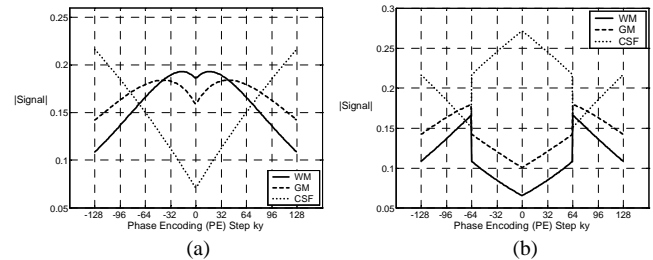 0.25
0.2
|Signal|
0.15
0.1
0.05
-128 -96 -64 -32 0 32 64 96 128
Phase Encoding (PE) Step ky
WM
GM
CSF
(a)
0.3
0.25
0.2
|Signal|
0.15
0.1
0.05
-128 -96 -64 -32 0 32 64 96 128
Phase Encoding (PE) Step ky
WM
GM
CSF
(b)